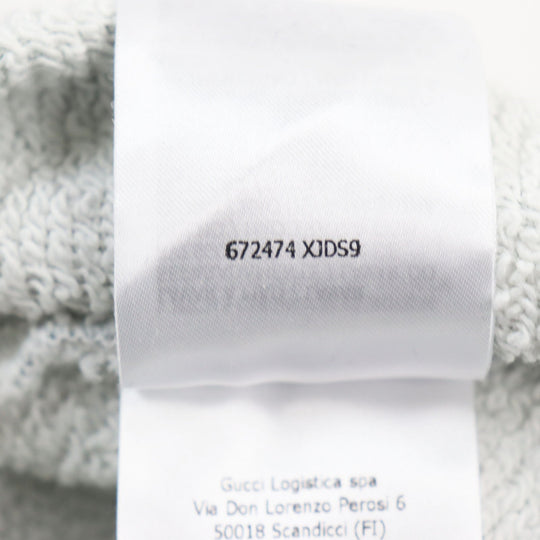 672474 XJDS9
Gucci Logistica spa
Via Don Lorenzo Perosi 6
50018 Scandicci (FI)